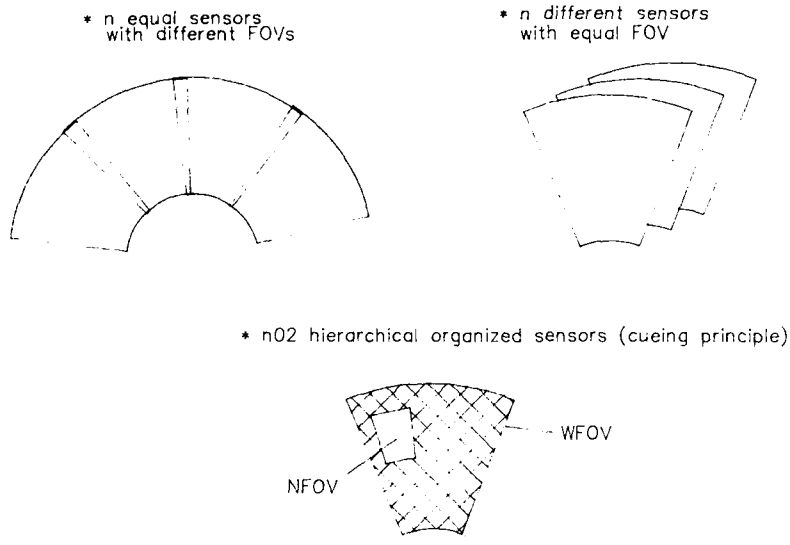 * n equal sensors
with different FOVs
* n different sensors
with equal FOV
* n02 hierarchical organized sensors (cueing principle)
WFOV
NFOV